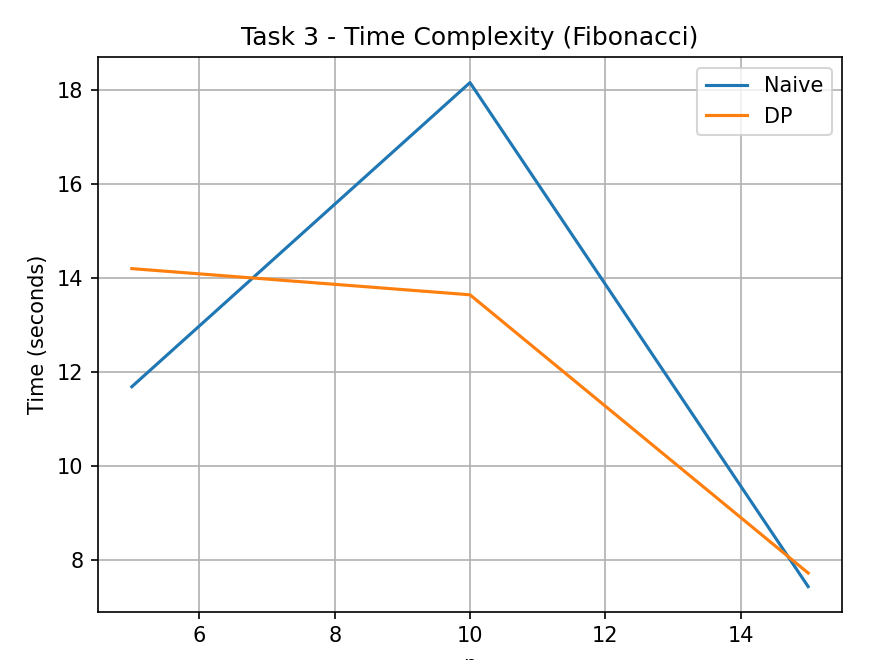 Task 3 - Time Complexity (Fibonacci)
Naive
DP
Time (seconds)
18
16
14
12
10
8
6 8 10 12 14